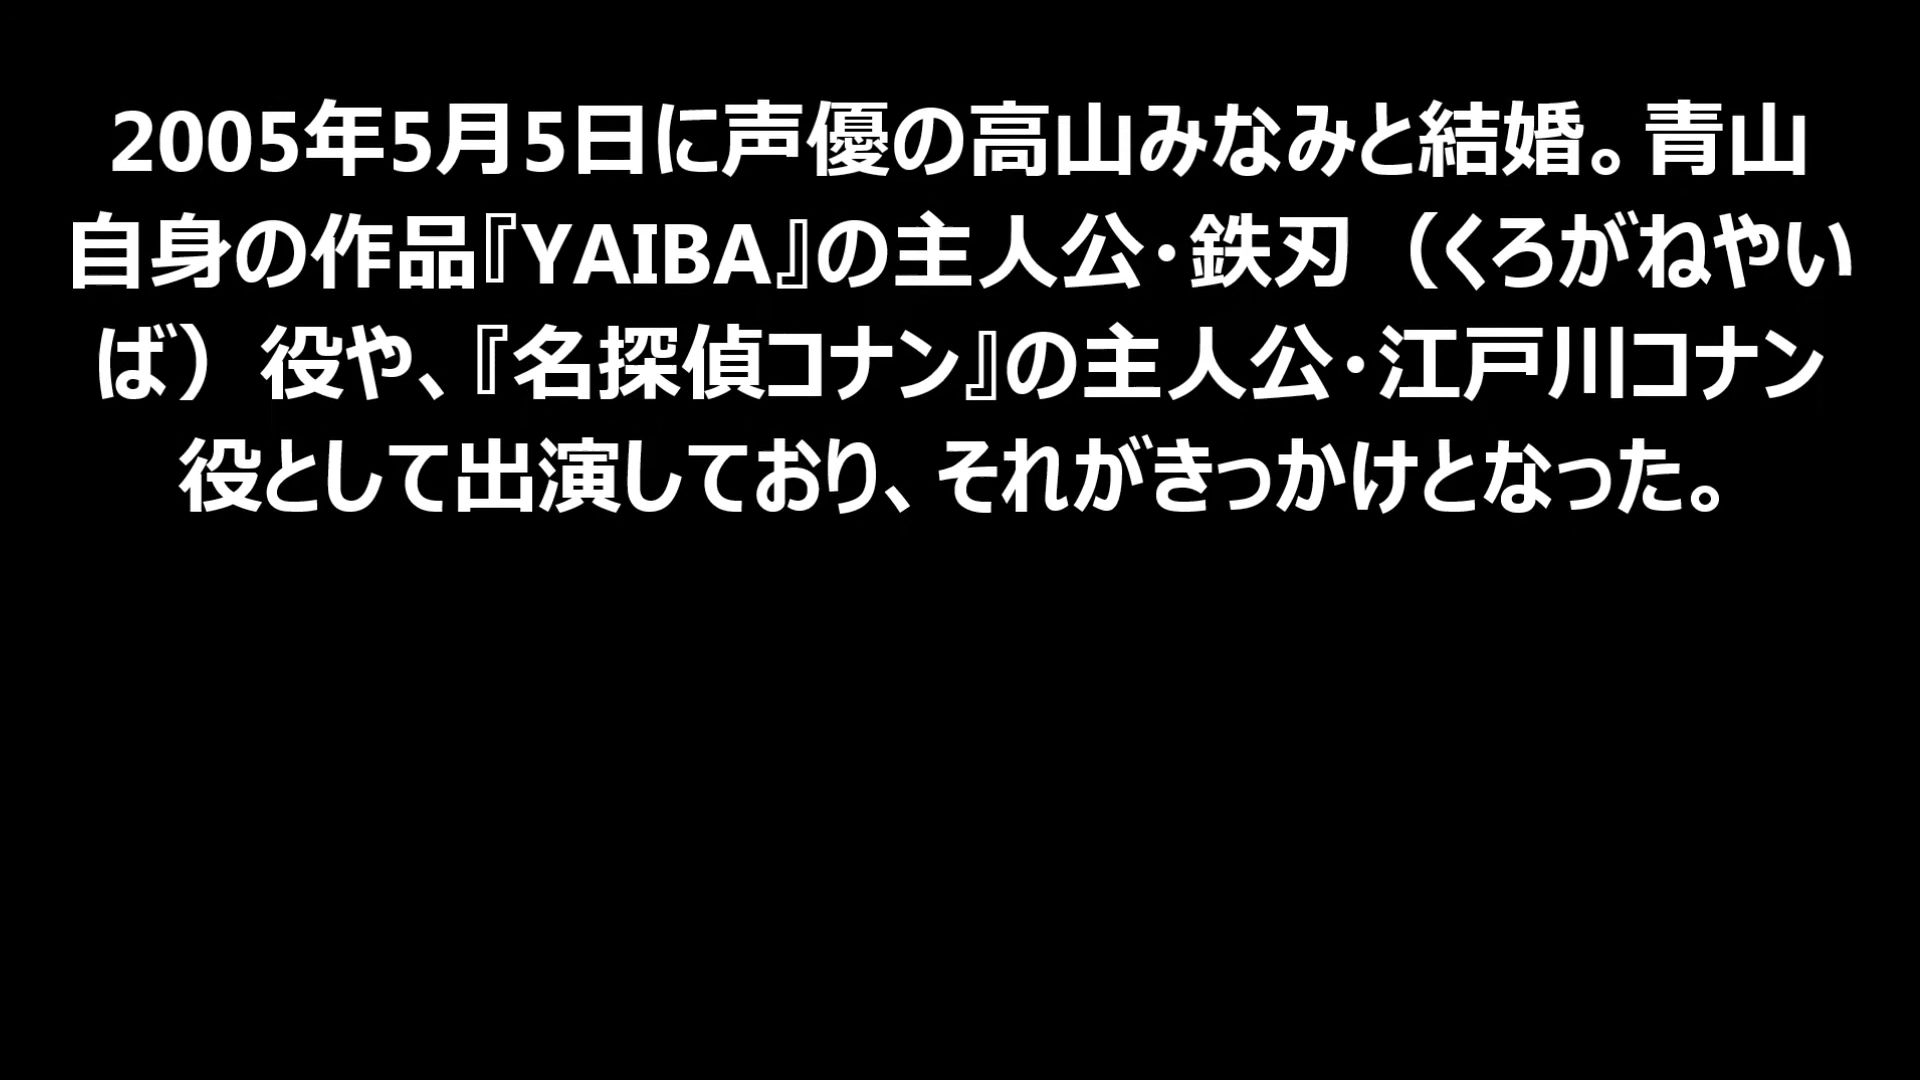 2005年5月5日に声優の高山みなみと結婚。青山
自身の作品『YAIBA』の主人公・鉄刃（くろがねやい
ば）役や、『名探偵コナン』の主人公・江戸川コナン
役として出演しており、それがきっかけとなった。